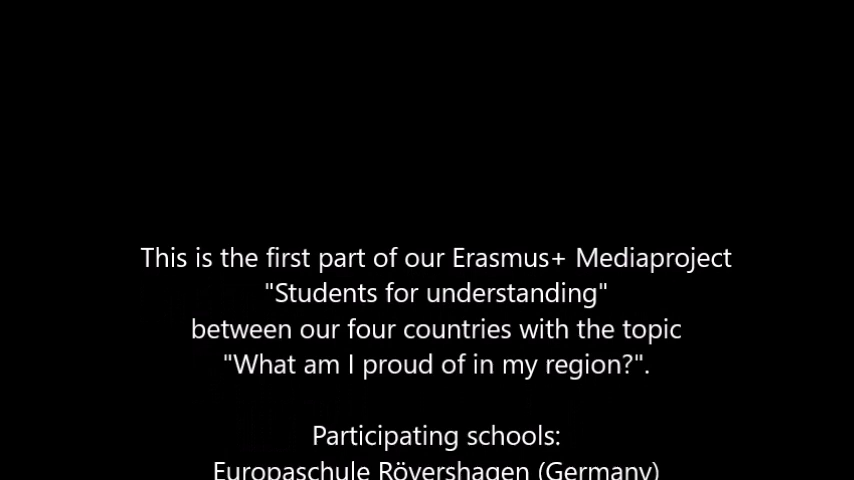 This is the first part of our Erasmus+ Mediaproject
"Students for understanding"
between our four countries with the topic
"What am I proud of in my region?".
Participating schools:
Europaschule Rövershagen (Germany)